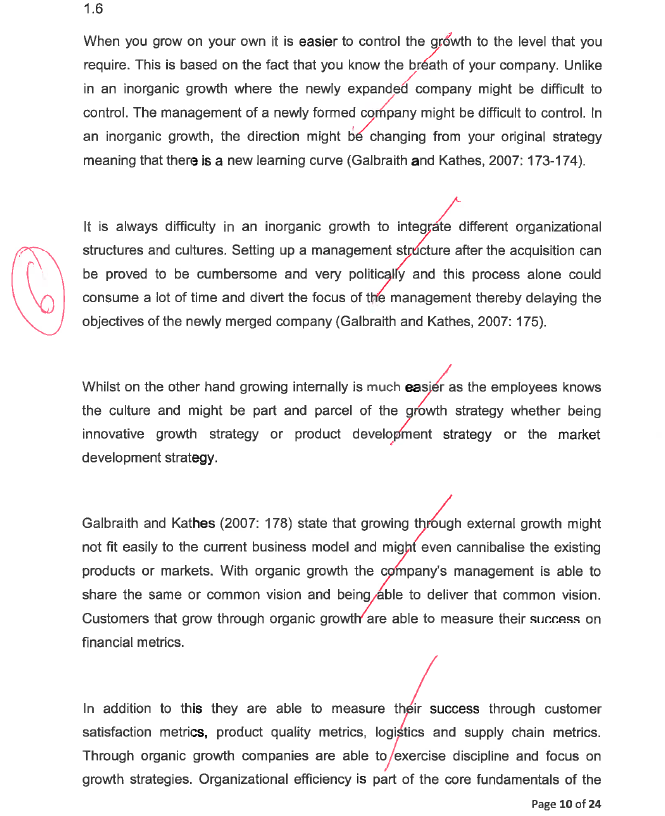 1.6
When you grow on your own it is easier to control the growth to the level that you
require. This is based on the fact that you know the breath of your company. Unlike
in an inorganic growth where the newly expanded company might be difficult to
control. The management of a newly formed company might be difficult to control. In
an inorganic growth, the direction might be changing from your original strategy
meaning that there is a new learning curve (Galbraith and Kathes, 2007: 173-174).
It is always difficulty in an inorganic growth to integrate different organizational
structures and cultures. Setting up a management structure after the acquisition can
be proved to be cumbersome and very politically and this process alone could
consume a lot of time and divert the focus of the management thereby delaying the
objectives of the newly merged company (Galbraith and Kathes, 2007: 175).
Whilst on the other hand growing internally is much easier as the employees knows
the culture and might be part and parcel of the growth strategy whether being
innovative growth strategy or product development strategy or the market
development strategy.
Galbraith and Kathes (2007: 178) state that growing through external growth might
not fit easily to the current business model and might even cannibalise the existing
products or markets. With organic growth the company's management is able to
share the same or common vision and being able to deliver that common vision.
Customers that grow through organic growth are able to measure their success on
financial metrics.
In addition to this they are able to measure their success through customer
satisfaction metrics, product quality metrics, logistics and supply chain metrics.
Through organic growth companies are able to exercise discipline and focus on
growth strategies. Organizational efficiency is part of the core fundamentals of the
Page 10 of 24